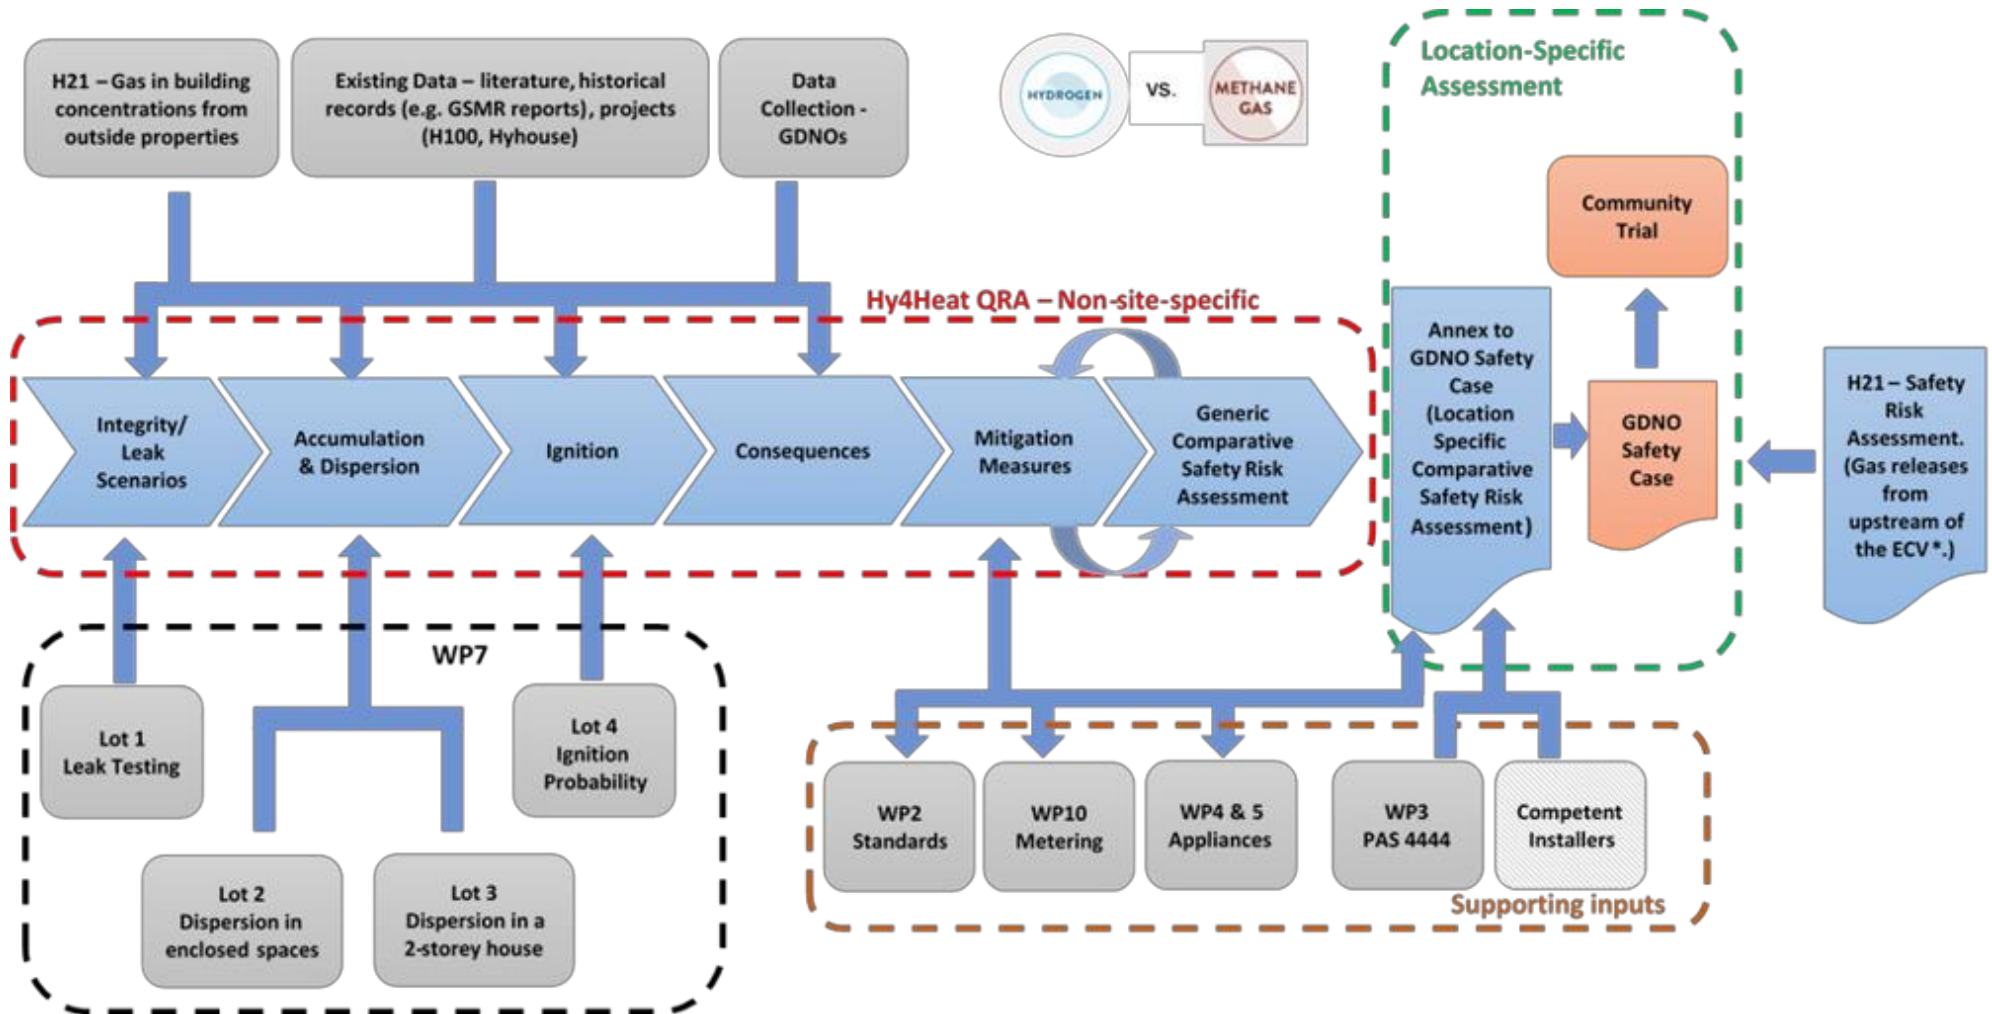 H21 – Gas in building
concentrations from
outside properties
Existing Data – literature, historical
records (e.g. GSMR reports), projects
(H100, Hyhouse)
Data
Collection -
GDNOs
HYDROGEN
VS.
METHANE
GAS
Location-Specific
Assessment
Community
Trial
Hy4Heat QRA – Non-site-specific
Integrity/
Leak
Scenarios
Accumulation
& Dispersion
Ignition
Consequences
Mitigation
Measures
Generic
Comparative
Safety Risk
Assessment
Annex to
GDNO Safety
Case
(Location
Specific
Comparative
Safety Risk
Assessment)
GDNO
Safety
Case
H21 – Safety
Risk
Assessment.
(Gas releases
from
upstream of
the ECV*.)
WP7
Lot 1
Leak Testing
Lot 4
Ignition
Probability
Lot 2
Dispersion in
enclosed spaces
Lot 3
Dispersion in a
2-storey house
WP2
Standards
WP10
Metering
WP4 & 5
Appliances
WP3
PAS 4444
Competent
Installers
Supporting inputs